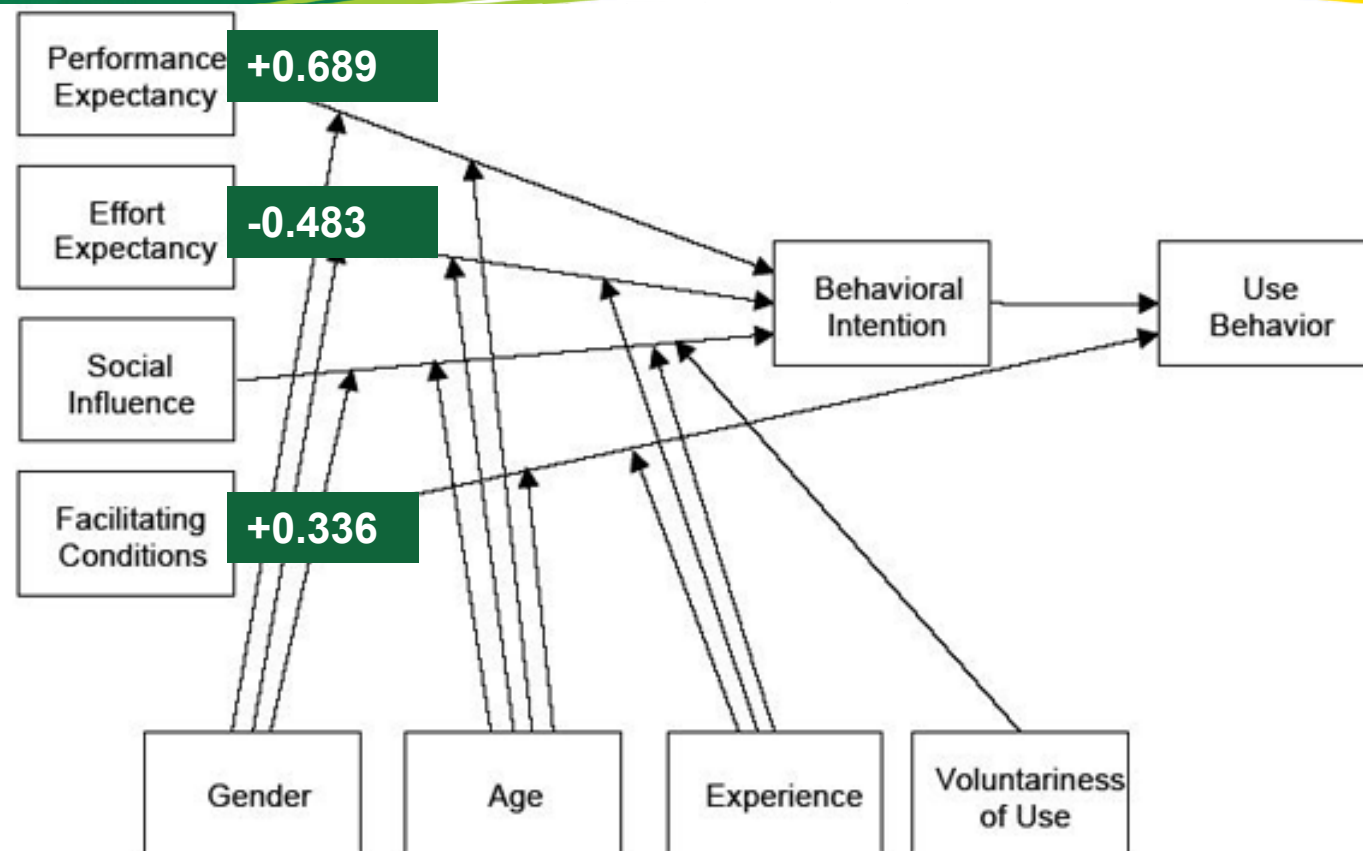 Performance
Expectancy
+0.689
Effort
Expectancy
-0.483
Social
Influence
Facilitating
Conditions
+0.336
Behavioral
Intention
Use
Behavior
Gender
Age
Experience
Voluntariness
of Use